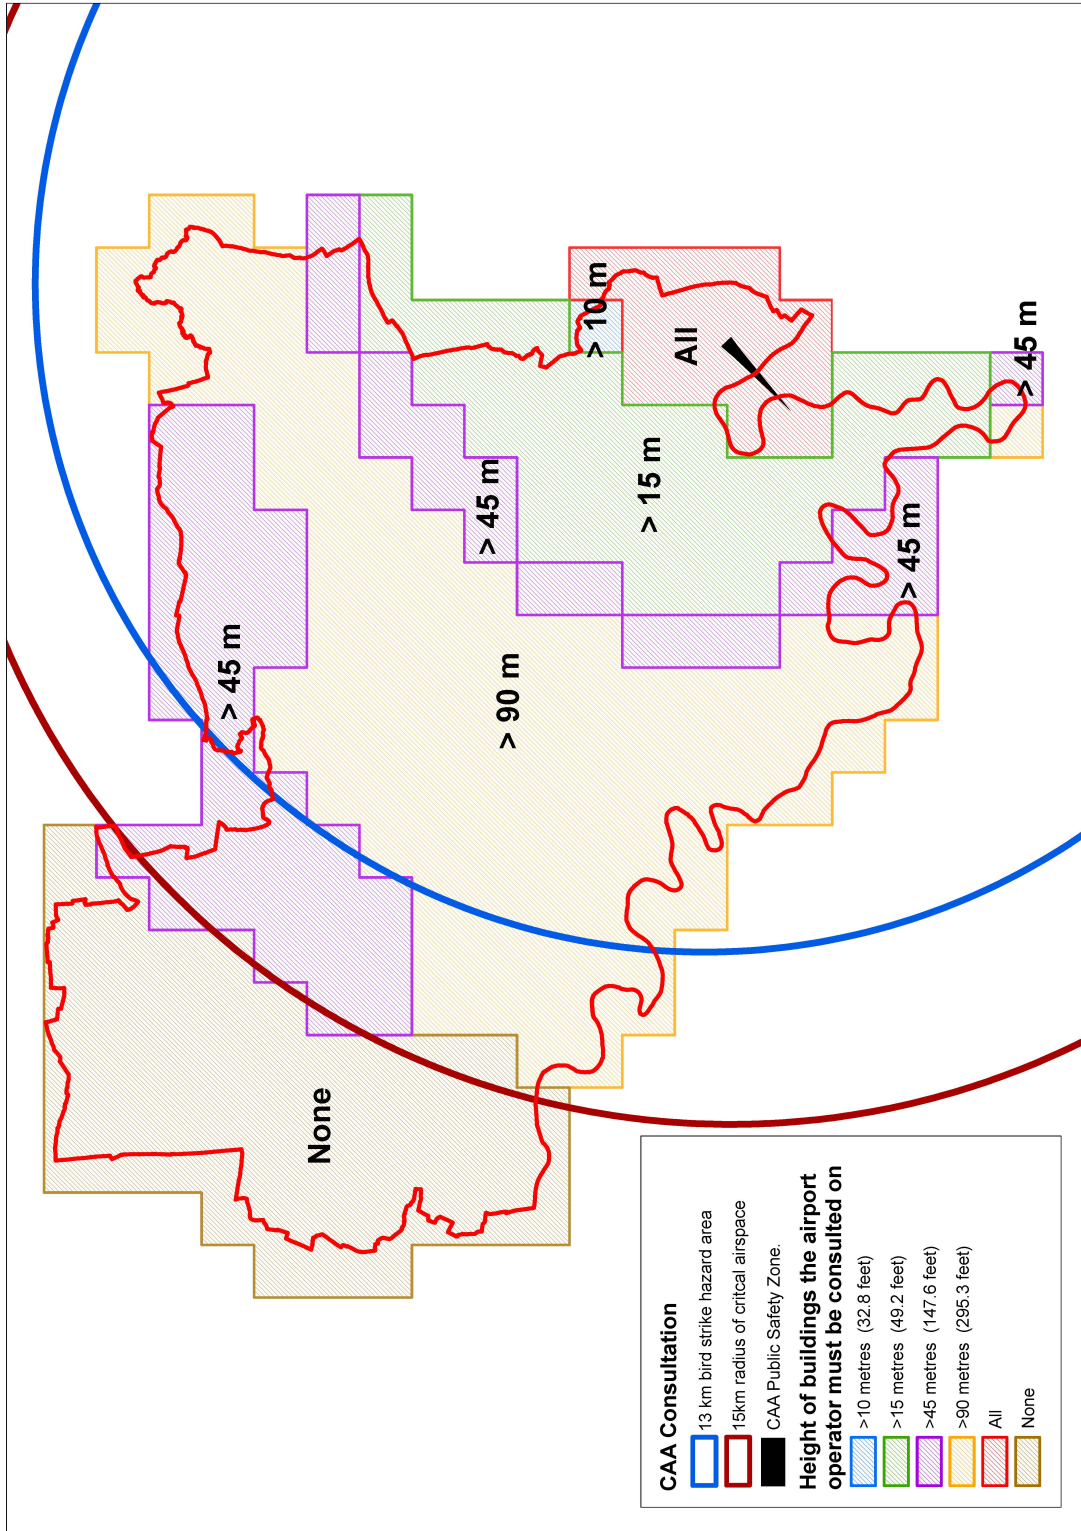 > 45 m
> 10 m
All
> 45 m
> 15 m
> 45 m
> 45 m
> 90 m
None
CAA Consultation
13 km bird strike hazard area
15km radius of critcal airspace
CAA Public Safety Zone.
Height of buildings the airport
operator must be consulted on
>10 metres (32.8 feet)
>15 metres (49.2 feet)
>45 metres (147.6 feet)
>90 metres (295.3 feet)
All
None